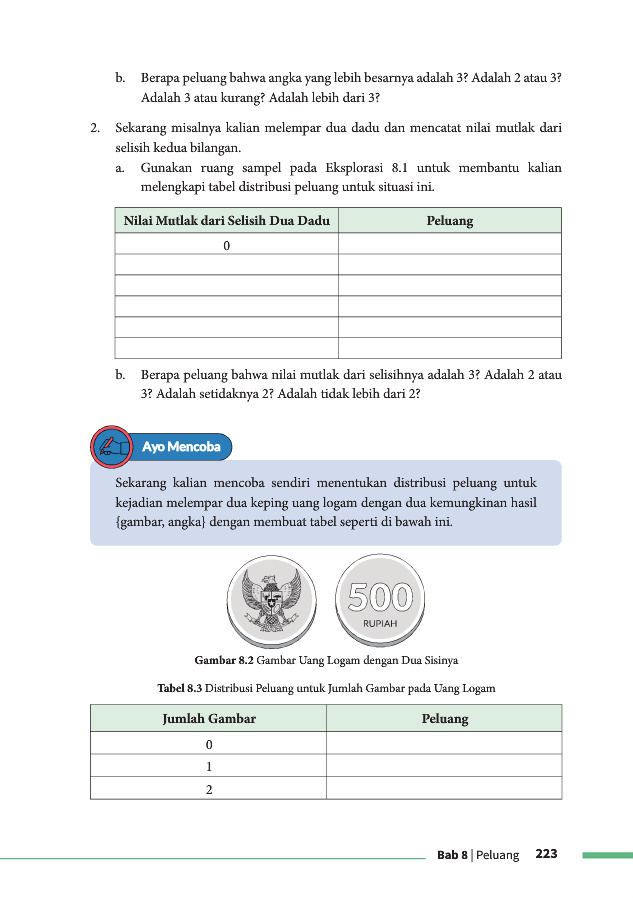 b. Berapa peluang bahwa angka yang lebih besarnya adalah 3? Adalah 2 atau 3?
Adalah 3 atau kurang? Adalah lebih dari 3?
2. Sekarang misalnya kalian melempar dua dadu dan mencatat nilai mutlak dari
selisih kedua bilangan.
a. Gunakan ruang sampel pada Eksplorasi 8.1 untuk membantu kalian
melengkapi tabel distribusi peluang untuk situasi ini.
Nilai Mutlak dari Selisih Dua Dadu Peluang
0
b. Berapa peluang bahwa nilai mutlak dari selisihnya adalah 3? Adalah 2 atau
3? Adalah setidaknya 2? Adalah tidak lebih dari 2?
Ayo Mencoba
Sekarang kalian mencoba sendiri menentukan distribusi peluang untuk
kejadian melempar dua keping uang logam dengan dua kemungkinan hasil
{gambar, angka} dengan membuat tabel seperti di bawah ini.
500
RUPIAH
Gambar 8.2 Gambar Uang Logam dengan Dua Sisinya
Tabel 8.3 Distribusi Peluang untuk Jumlah Gambar pada Uang Logam
Jumlah Gambar Peluang
0
1
2
Bab 8 | Peluang 223